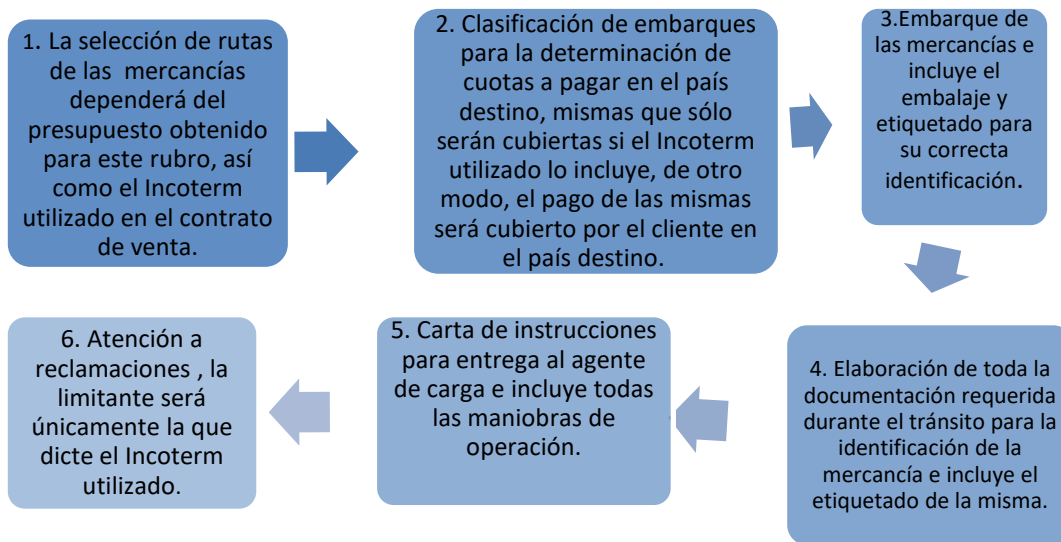 1. La selección de rutas
de las mercancías
dependerá del
presupuesto obtenido
para este rubro, así
como el Incoterm
utilizado en el contrato
de venta.
2. Clasificación de embarques
para la determinación de
cuotas a pagar en el país
destino, mismas que sólo
serán cubiertas si el Incoterm
utilizado lo incluye, de otro
modo, el pago de las mismas
será cubierto por el cliente en
el país destino.
3.Embarque de
las mercancías e
incluye el
embalaje y
etiquetado para
su correcta
identificación.
4. Elaboración de toda la
documentación requerida
durante el tránsito para la
identificación de la
mercancía e incluye el
etiquetado de la misma.
5. Carta de instrucciones
para entrega al agente
de carga e incluye todas
las maniobras de
operación.
6. Atención a
reclamaciones , la
limitante será
únicamente la que
dicte el Incoterm
utilizado.